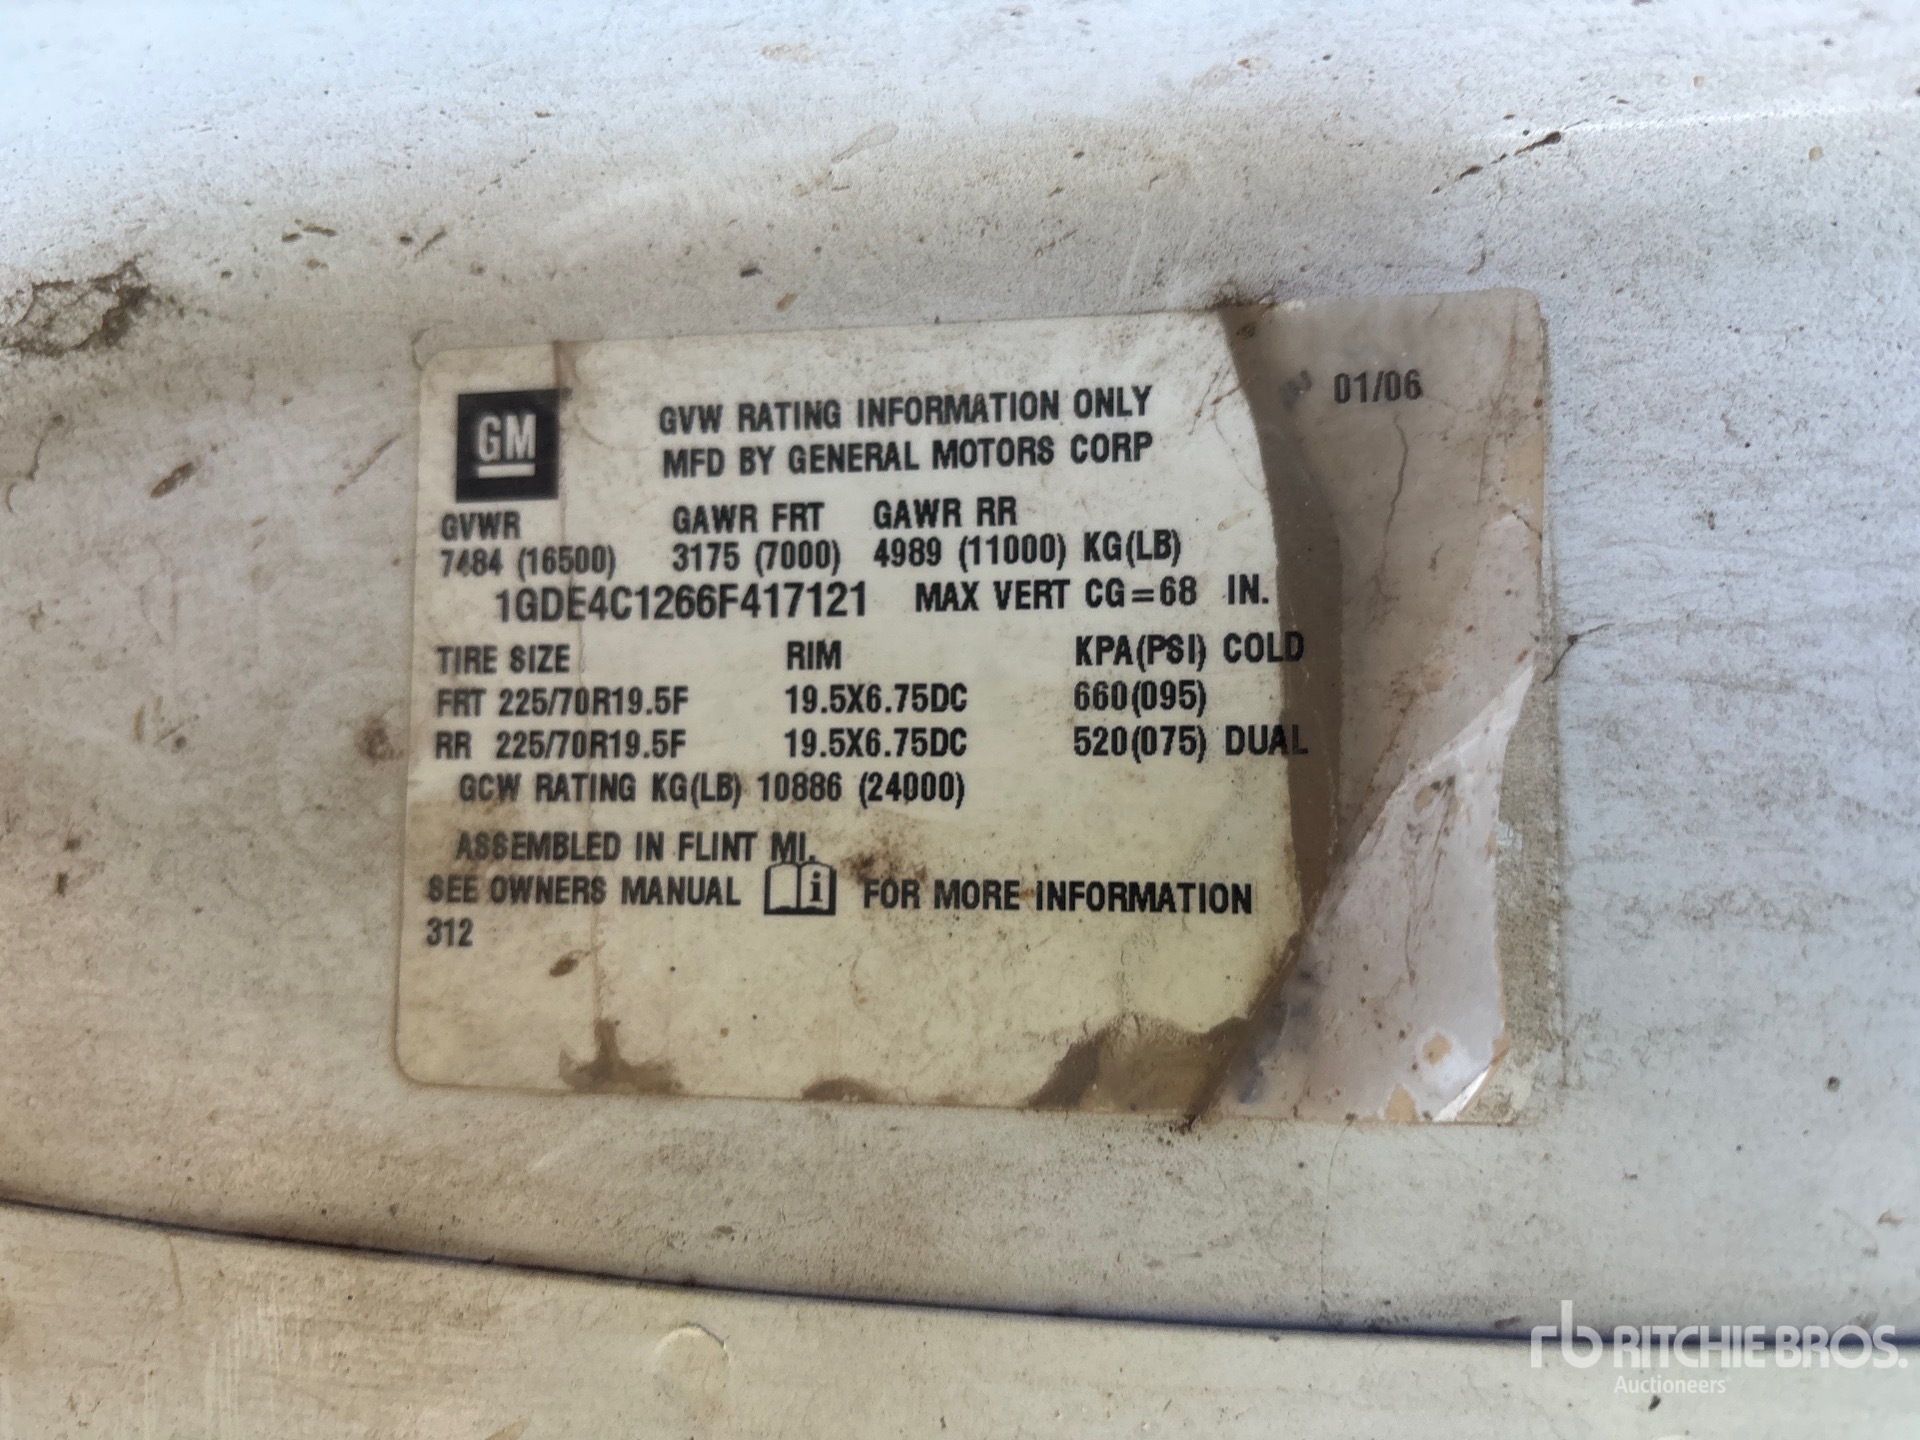 GM
GVW RATING INFORMATION ONLY
01/06
MFD BY GENERAL MOTORS CORP
GVWR GAWR FRT GAWR RR
7484 (16500) 3175 (7000) 4989 (11000) KG(LB)
1GDE4C1266F417121 MAX VERT CG=68 IN.
TIRE SIZE RIM KPA(PSI) COLD
FRT 225/70R19.5F 19.5X6.75DC 660(095)
RR 225/70R19.5F 19.5X6.75DC 520(075) DUAL
GCW RATING KG(LB) 10886 (24000)
ASSEMBLED IN FLINT MI.
SEE OWNERS MANUAL i FOR MORE INFORMATION
312
rb RITCHIE BROS.
Auctioneers